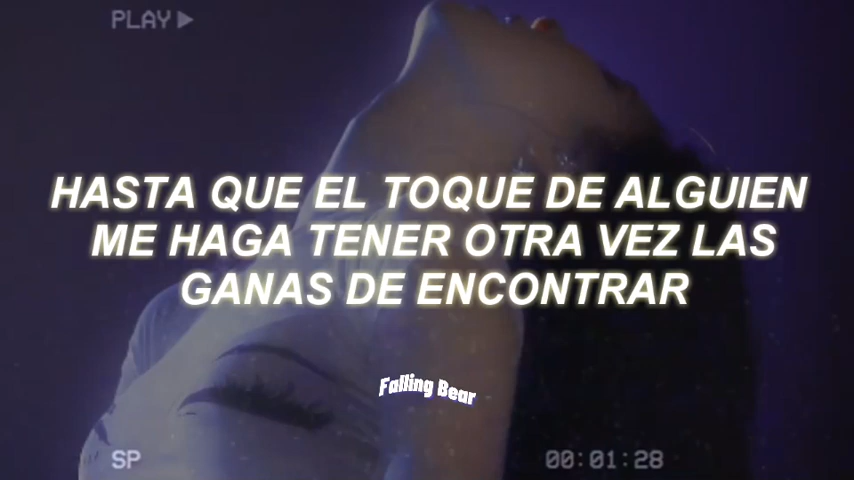 PLAY
HASTA QUE EL TOQUE DE ALGUIEN
ME HAGA TENER OTRA VEZ LAS
GANAS DE ENCONTRAR
Falling Bear
SP
00:01:28